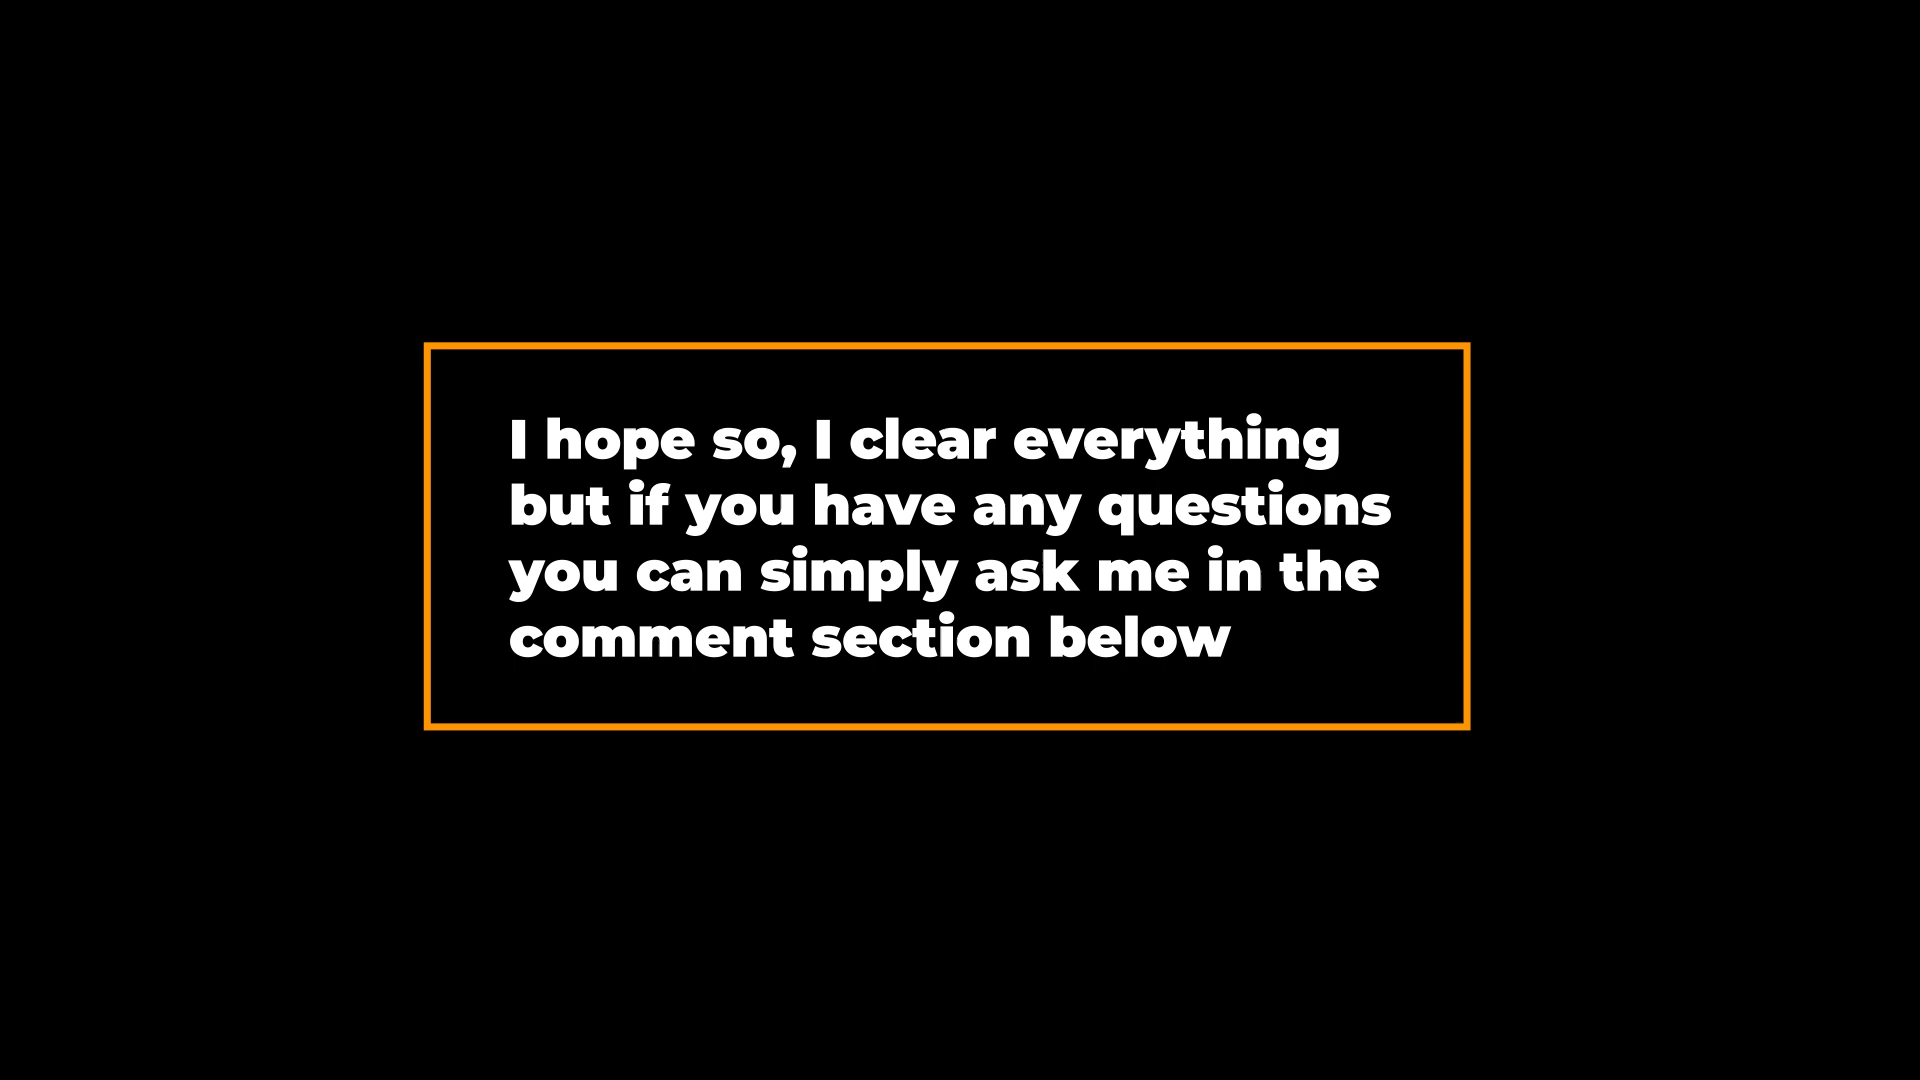 I hope so, I clear everything
but if you have any questions
you can simply ask me in the
comment section below